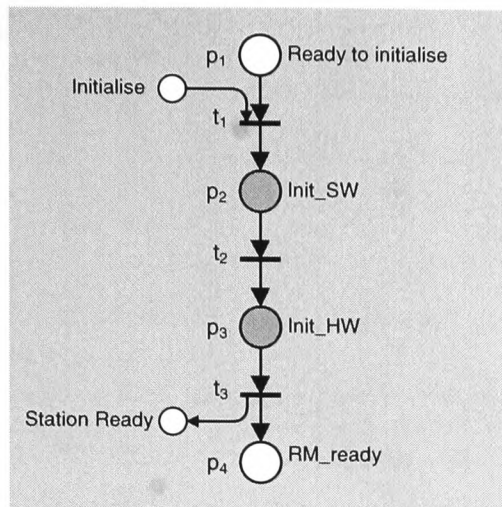 p1 Ready to initialise
Initialise
t1
p2 Init_SW
t2
p3 Init_HW
t3
Station Ready
p4 RM_ready